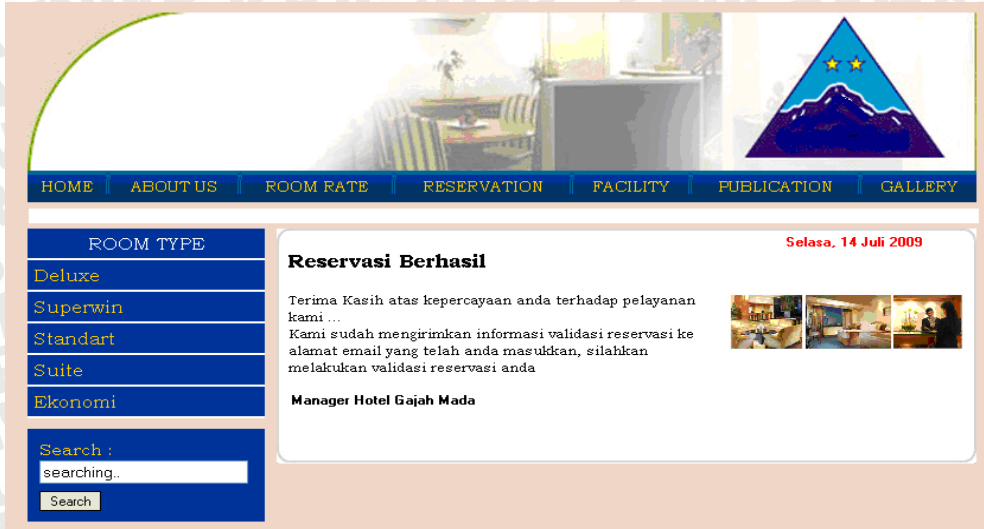 HOME ABOUT US ROOM RATE RESERVATION FACILITY PUBLICATION GALLERY
ROOM TYPE
Deluxe
Superwin
Standart
Suite
Ekonomi
Search :
searching..
Search
Selasa, 14 Juli 2009
Reservasi Berhasil
Terima Kasih atas kepercayaan anda terhadap pelayanan
kami ...
Kami sudah mengirimkan informasi validasi reservasi ke
alamat email yang telah anda masukkan, silahkan
melakukan validasi reservasi anda
Manager Hotel Gajah Mada